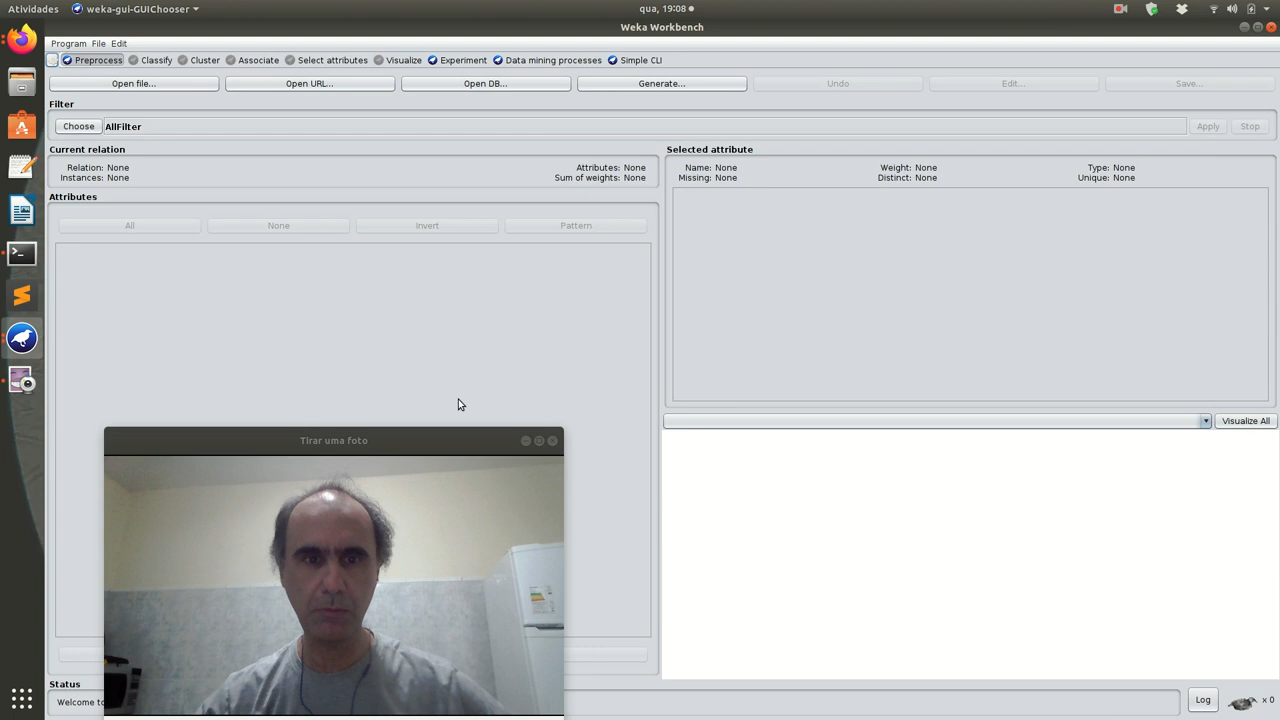 Atividades weka-gui-GUIChooser qua, 19:08
Weka Workbench
Program File Edit
Preprocess Classify Cluster Associate Select attributes Visualize Experiment Data mining processes Simple CLI
Open file... Open URL... Open DB... Generate... Undo Edit... Save...
Filter
Choose AllFilter Apply Stop
Current relation
Relation: None Attributes: None
Instances: None Sum of weights: None
Selected attribute
Name: None Weight: None Type: None
Missing: None Distinct: None Unique: None
Attributes
All None Invert Pattern
Visualize All
Tirar uma foto
Status
Welcome to
Log x 0